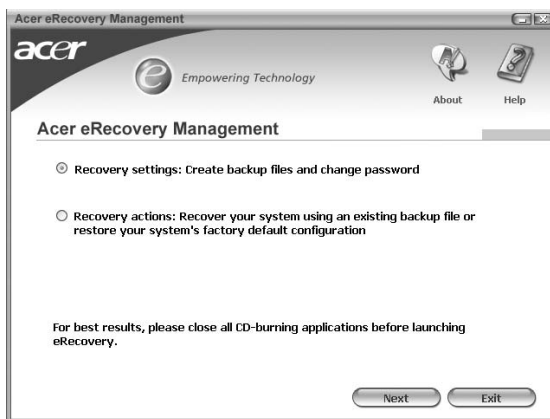 Acer eRecovery Management
acer
e
Empowering Technology
About
Help
Acer eRecovery Management
Recovery settings: Create backup files and change password
Recovery actions: Recover your system using an existing backup file or
restore your system's factory default configuration
For best results, please close all CD-burning applications before launching
eRecovery.
Next
Exit